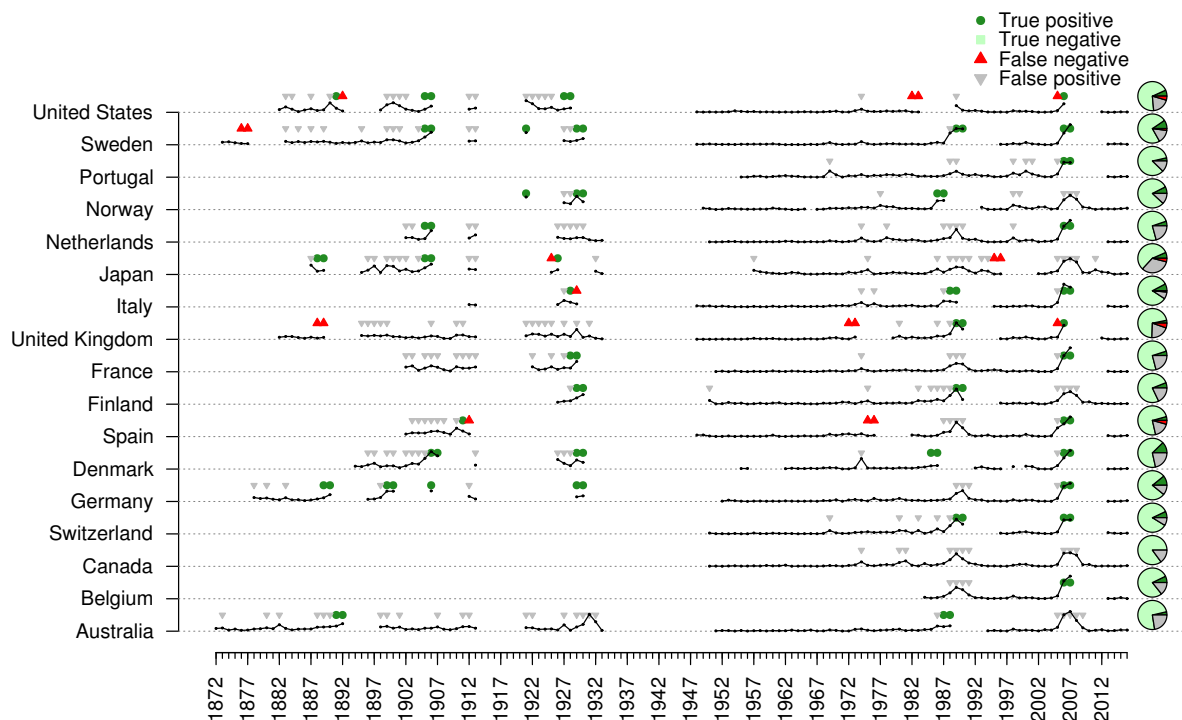 True positive
True negative
False negative
False positive
United States
Sweden
Portugal
Norway
Netherlands
Japan
Italy
United Kingdom
France
Finland
Spain
Denmark
Germany
Switzerland
Canada
Belgium
Australia
1872 1877 1882 1887 1892 1897 1902 1907 1912 1917 1922 1927 1932 1937 1942 1947 1952 1957 1962 1967 1972 1977 1982 1987 1992 1997 2002 2007 2012